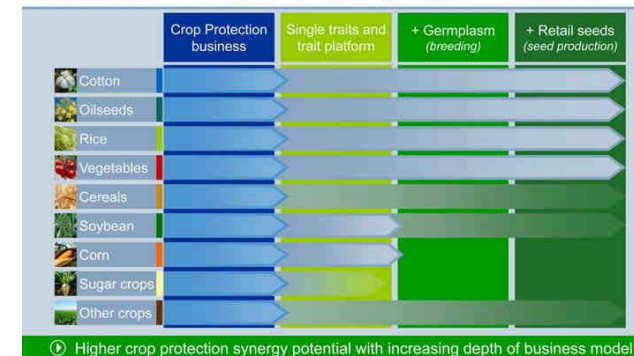 Crop Protection
business
Single traits and
trait platform
+ Germplasm
(breeding)
+ Retail seeds
(seed production)
Cotton
Oilseeds
Rice
Vegetables
Cereals
Soybean
Corn
Sugar crops
Other crops
Higher crop protection synergy potential with increasing depth of business model